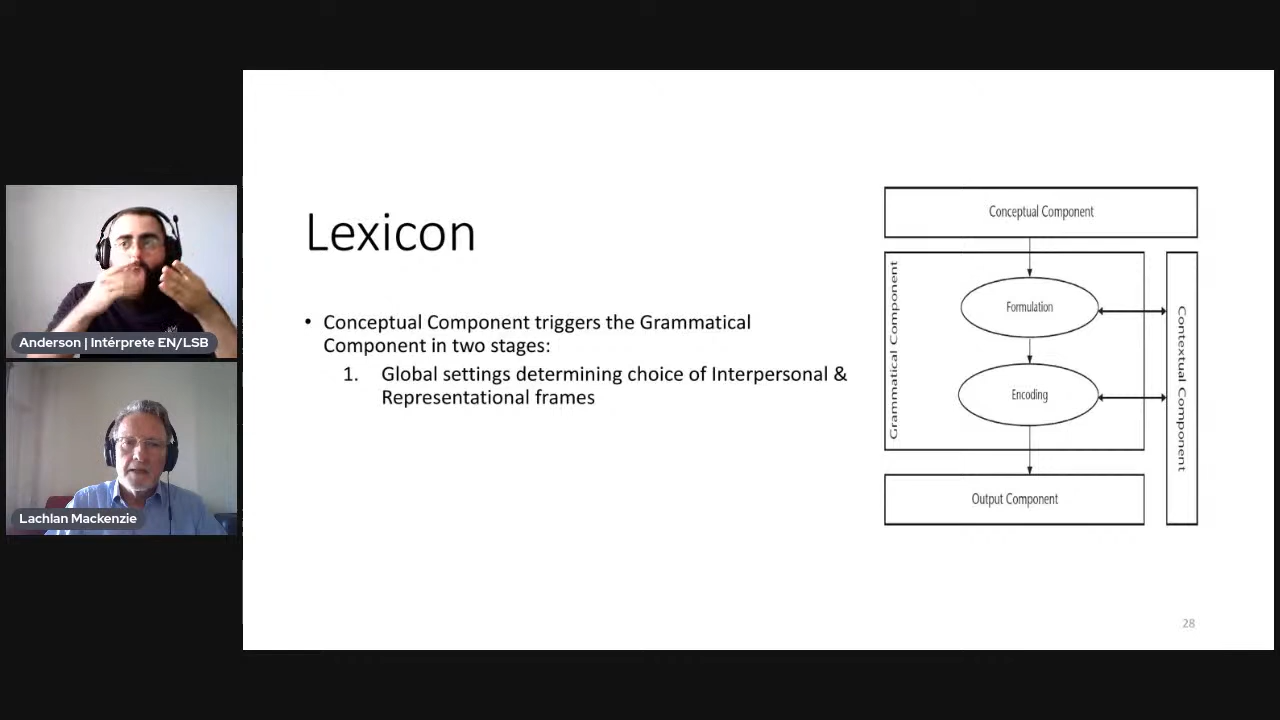 Lexicon
• Conceptual Component triggers the Grammatical
Component in two stages:
1. Global settings determining choice of Interpersonal &
Representational frames
Conceptual Component
Grammatical Component
Formulation
Encoding
Contextual Component
Output Component
28
Anderson | Intérprete EN/LSB
Lachlan Mackenzie